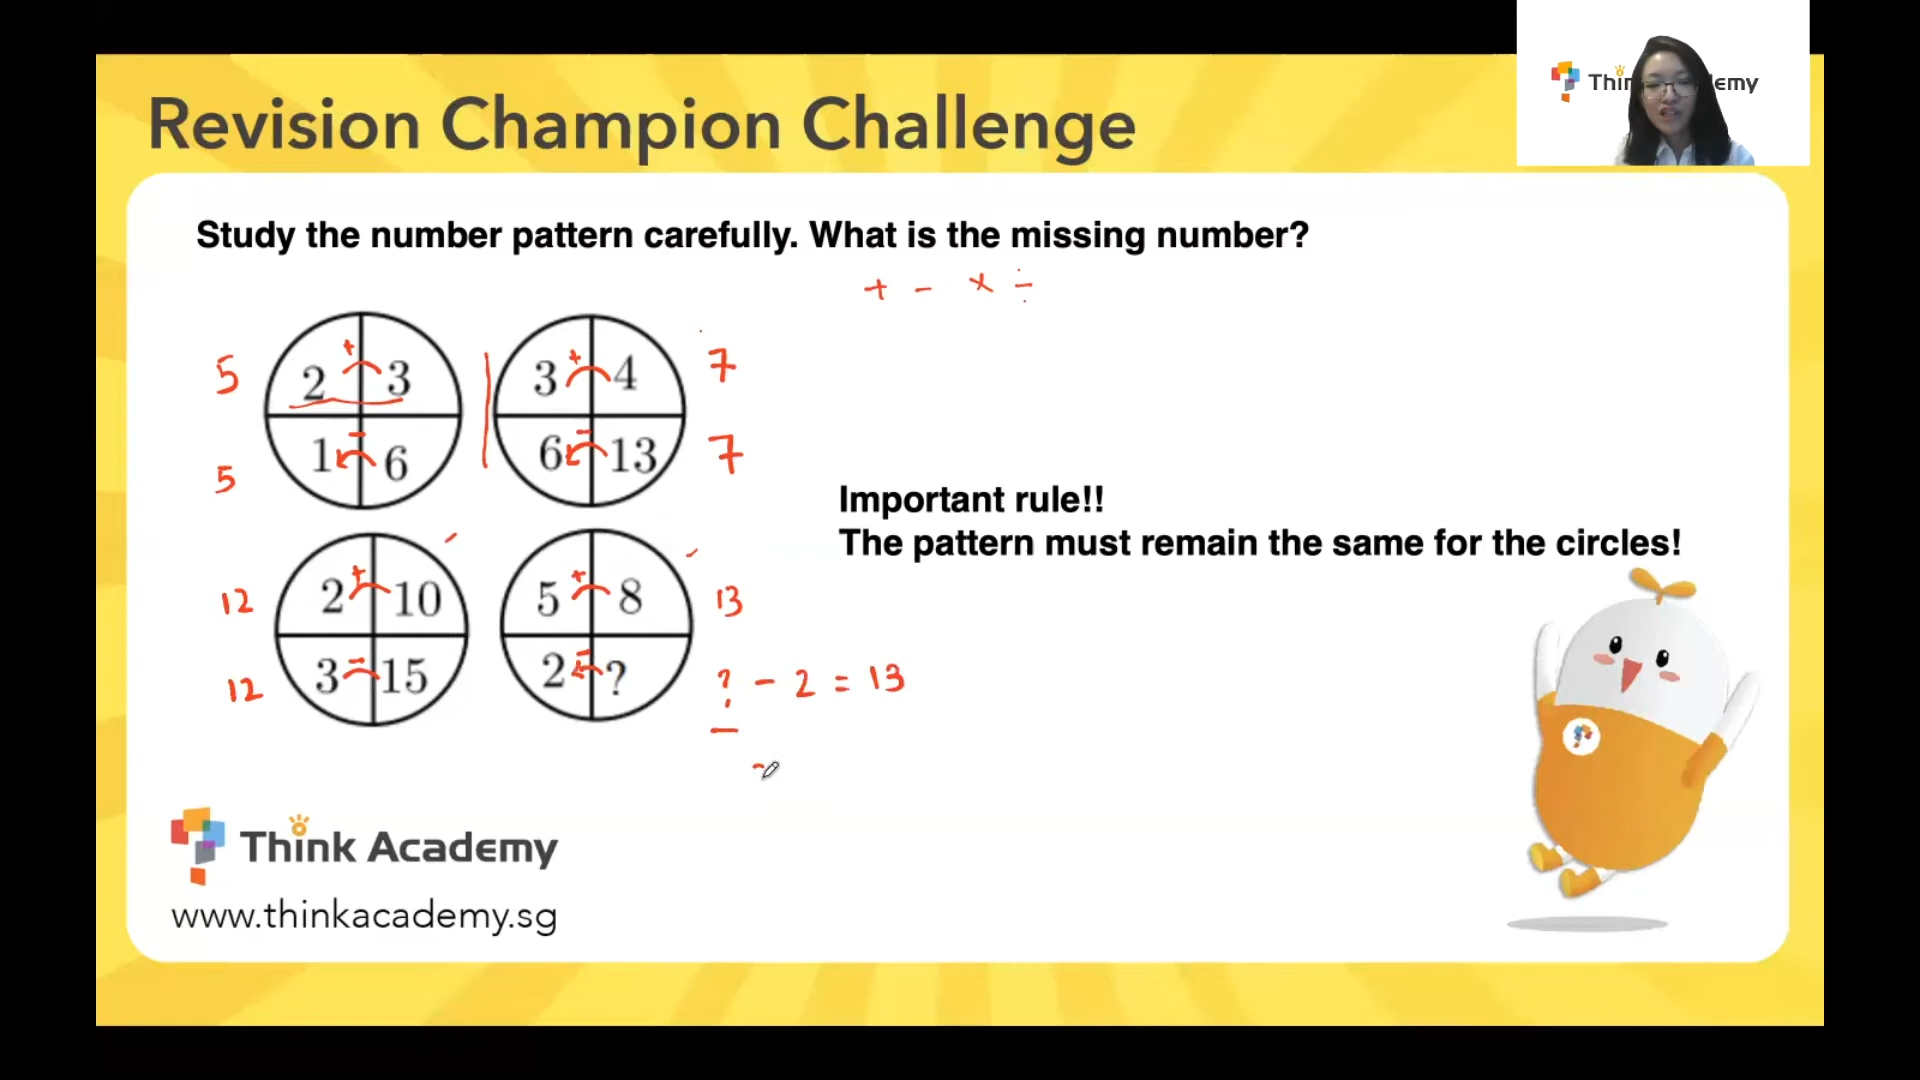 Think Academy
Revision Champion Challenge
Study the number pattern carefully. What is the missing number?
+ - × ÷
5 2 + 3 3 + 4 7
5 1 - 6 6 - 13 7
Important rule!!
The pattern must remain the same for the circles!
12 2 + 10 5 + 8 13
12 3 - 15 2 - ? ? - 2 = 13
Think Academy
www.thinkacademy.sg